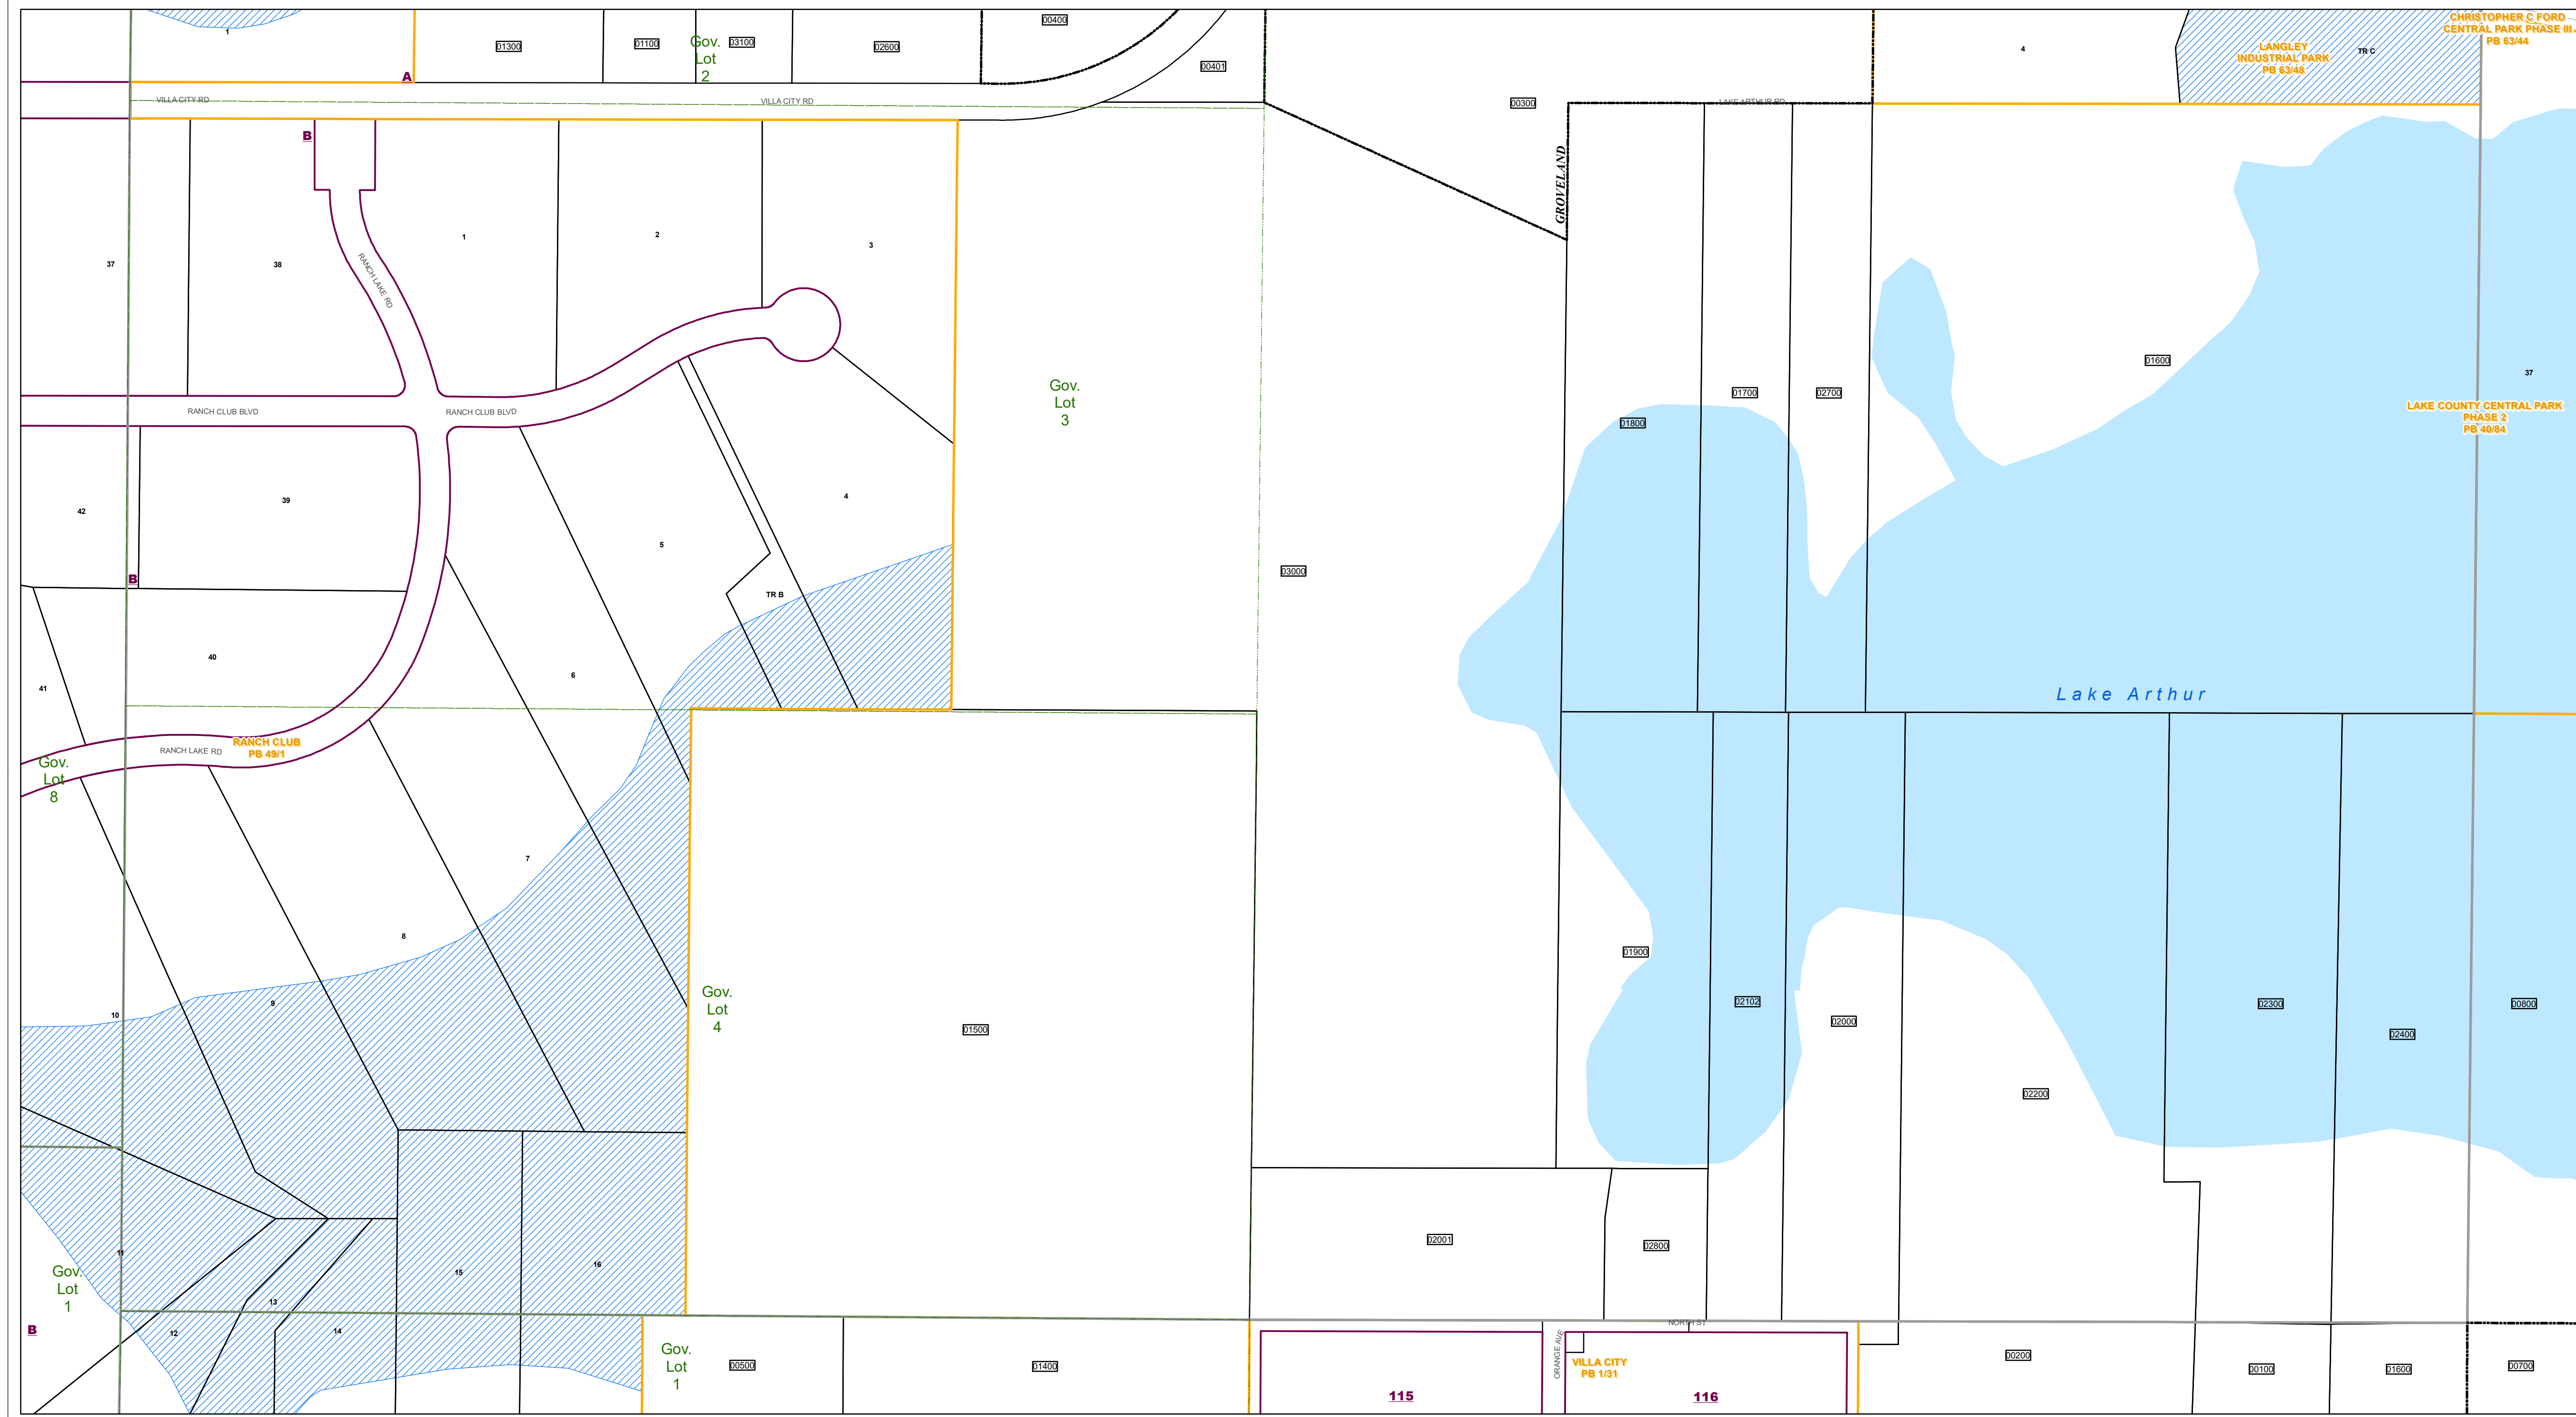 1
01300
01100
Gov.
Lot
2
03100
02600
00400
00401
00300
4
LANGLEY
INDUSTRIAL PARK
PB 63/48
TR C
CHRISTOPHER C FORD
CENTRAL PARK PHASE III
PB 63/44
A
VILLA CITY RD
VILLA CITY RD
LAKE ARTHUR RD
B
GROVELAND
37
38
RANCH LAKE RD
1
2
3
RANCH CLUB BLVD
RANCH CLUB BLVD
Gov.
Lot
3
01800
01700
02700
01600
37
LAKE COUNTY CENTRAL PARK
PHASE 2
PB 40/84
42
39
5
4
B
TR B
03000
41
40
6
Lake Arthur
RANCH LAKE RD
RANCH CLUB
PB 49/1
Gov.
Lot
8
7
8
9
10
Gov.
Lot
4
01500
01900
02102
02000
02200
02300
02400
00800
11
Gov.
Lot
1
B
12
13
14
15
16
02001
02800
NORTH ST
Gov.
Lot
1
00500
01400
115
ORANGE AVE
VILLA CITY
PB 1/31
116
00200
00100
01600
00700